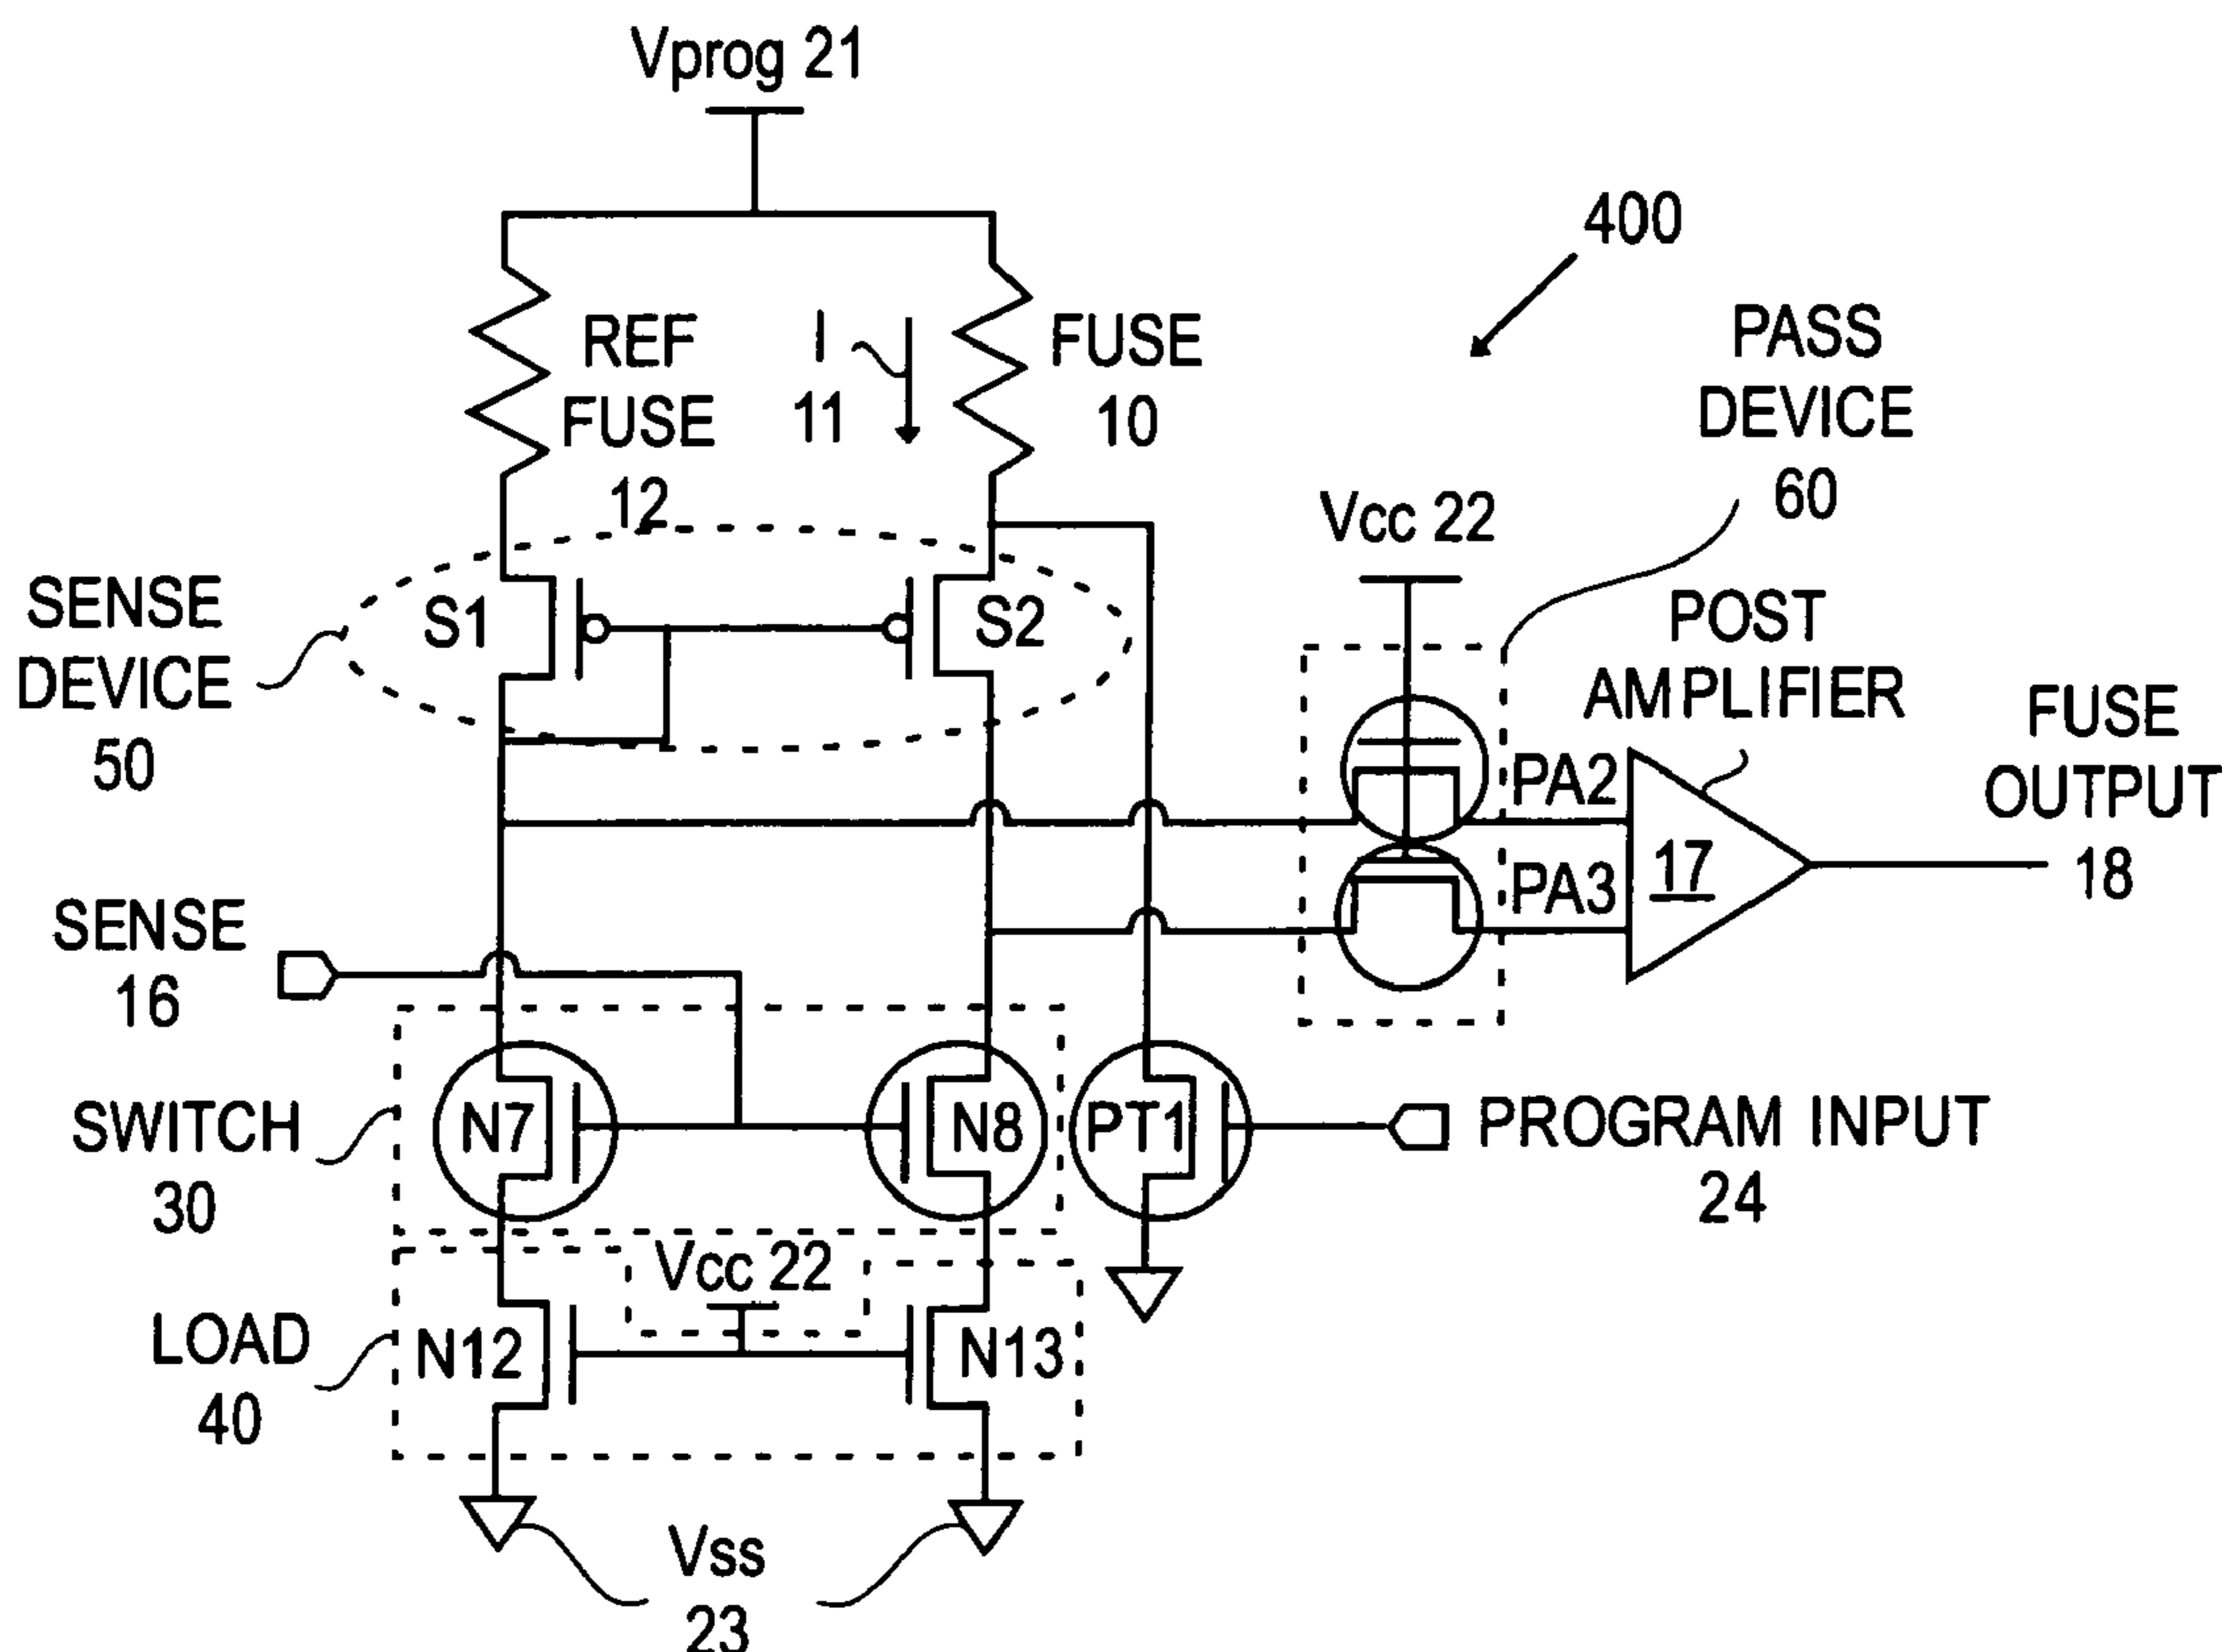 Vprog 21
400
REF
FUSE
12
I
11
FUSE
10
PASS
DEVICE
60
Vcc 22
SENSE
DEVICE
50
S1
S2
POST
AMPLIFIER
PA2
PA3
17
FUSE
OUTPUT
18
SENSE
16
SWITCH
30
N7
N8
PT1
PROGRAM INPUT
24
Vcc 22
LOAD
40
N12
N13
Vss
23